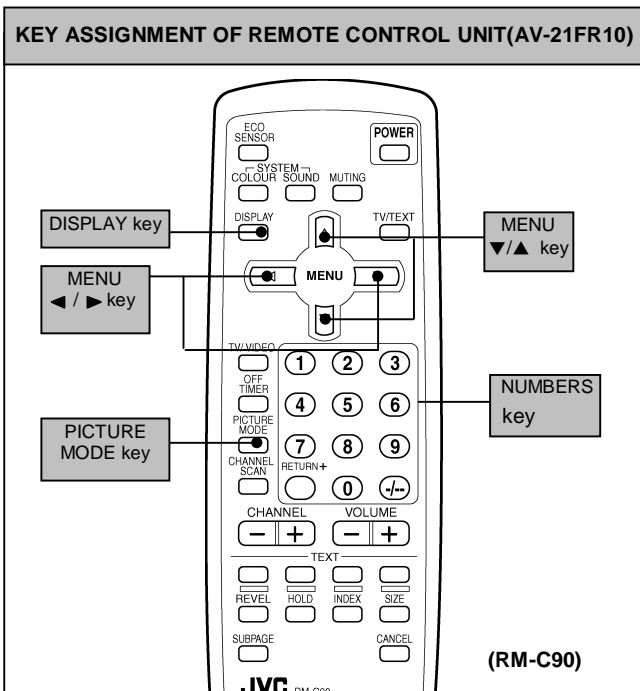 KEY ASSIGNMENT OF REMOTE CONTROL UNIT(AV-21FR10)
ECO
SENSOR
POWER
SYSTEM
COLOUR SOUND MUTING
DISPLAY
TV/TEXT
DISPLAY key
MENU
▼/▲ key
MENU
MENU
◀ / ▶ key
TV/VIDEO
1 2 3
OFF
TIMER
4 5 6
NUMBERS
key
PICTURE
MODE
PICTURE
MODE key
7 8 9
CHANNEL
SCAN
RETURN+
0 -/--
CHANNEL VOLUME
− + − +
TEXT
REVEL HOLD INDEX SIZE
SUBPAGE CANCEL
(RM-C90)
JVC RM-C90